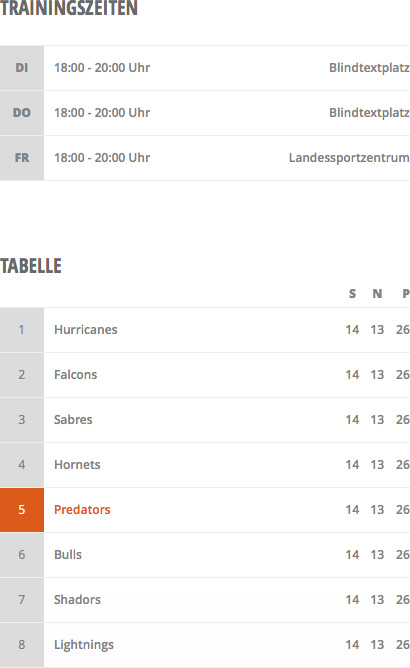 TRAININGSZEITEN
DI 18:00 - 20:00 Uhr Blindtextplatz
DO 18:00 - 20:00 Uhr Blindtextplatz
FR 18:00 - 20:00 Uhr Landessportzentrum
TABELLE
S N P
1 Hurricanes 14 13 26
2 Falcons 14 13 26
3 Sabres 14 13 26
4 Hornets 14 13 26
5 Predators 14 13 26
6 Bulls 14 13 26
7 Shadors 14 13 26
8 Lightnings 14 13 26